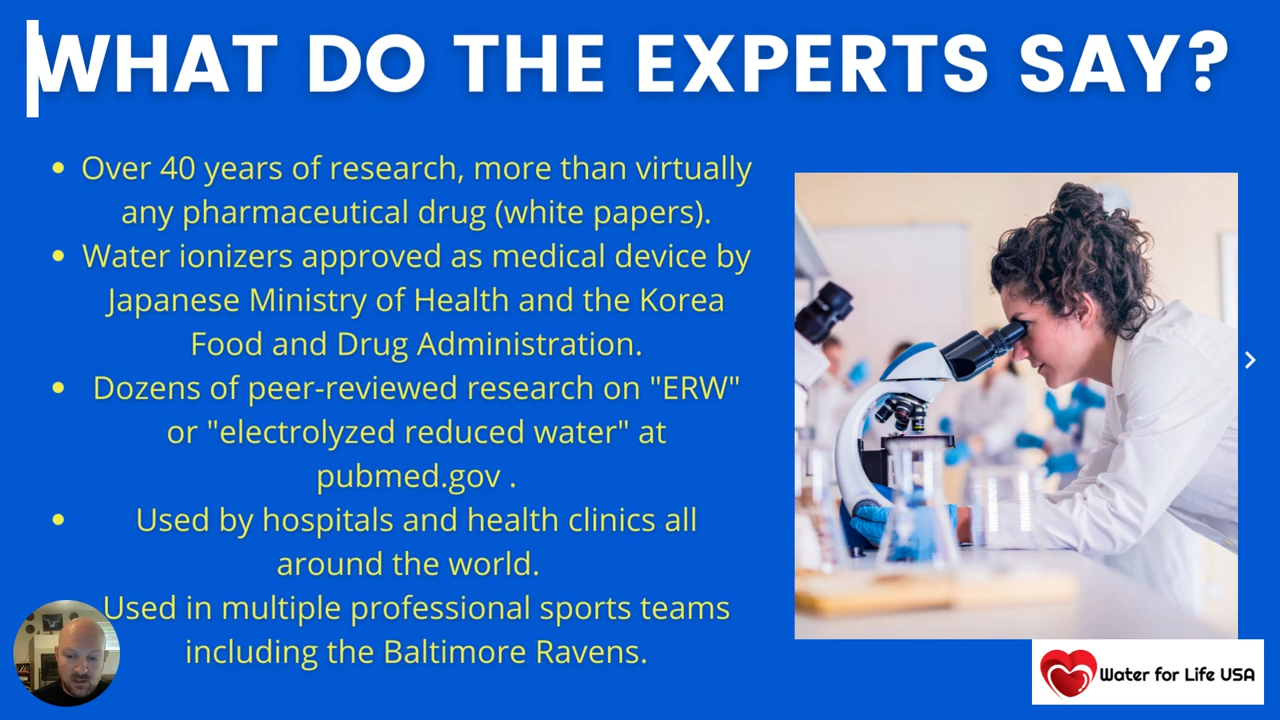 WHAT DO THE EXPERTS SAY?
Over 40 years of research, more than virtually
any pharmaceutical drug (white papers).
Water ionizers approved as medical device by
Japanese Ministry of Health and the Korea
Food and Drug Administration.
Dozens of peer-reviewed research on "ERW"
or "electrolyzed reduced water" at
pubmed.gov .
Used by hospitals and health clinics all
around the world.
Used in multiple professional sports teams
including the Baltimore Ravens.
Water for Life USA